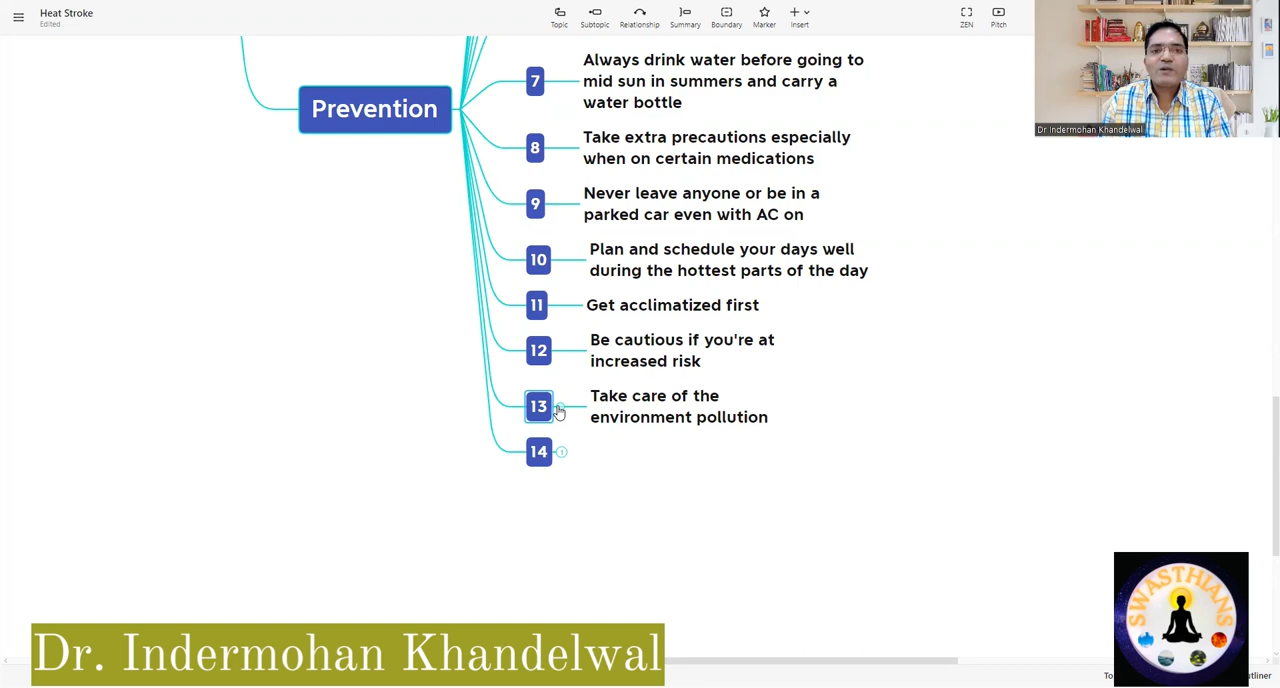 Heat Stroke
Edited
Topic
Subtopic
Relationship
Summary
Boundary
Marker
Insert
ZEN
Pitch
Dr Indermohan Khandelwal
Prevention
7
Always drink water before going to
mid sun in summers and carry a
water bottle
8
Take extra precautions especially
when on certain medications
9
Never leave anyone or be in a
parked car even with AC on
10
Plan and schedule your days well
during the hottest parts of the day
11
Get acclimatized first
12
Be cautious if you're at
increased risk
13
Take care of the
environment pollution
14
1
SWASTHIANS
Dr. Indermohan Khandelwal